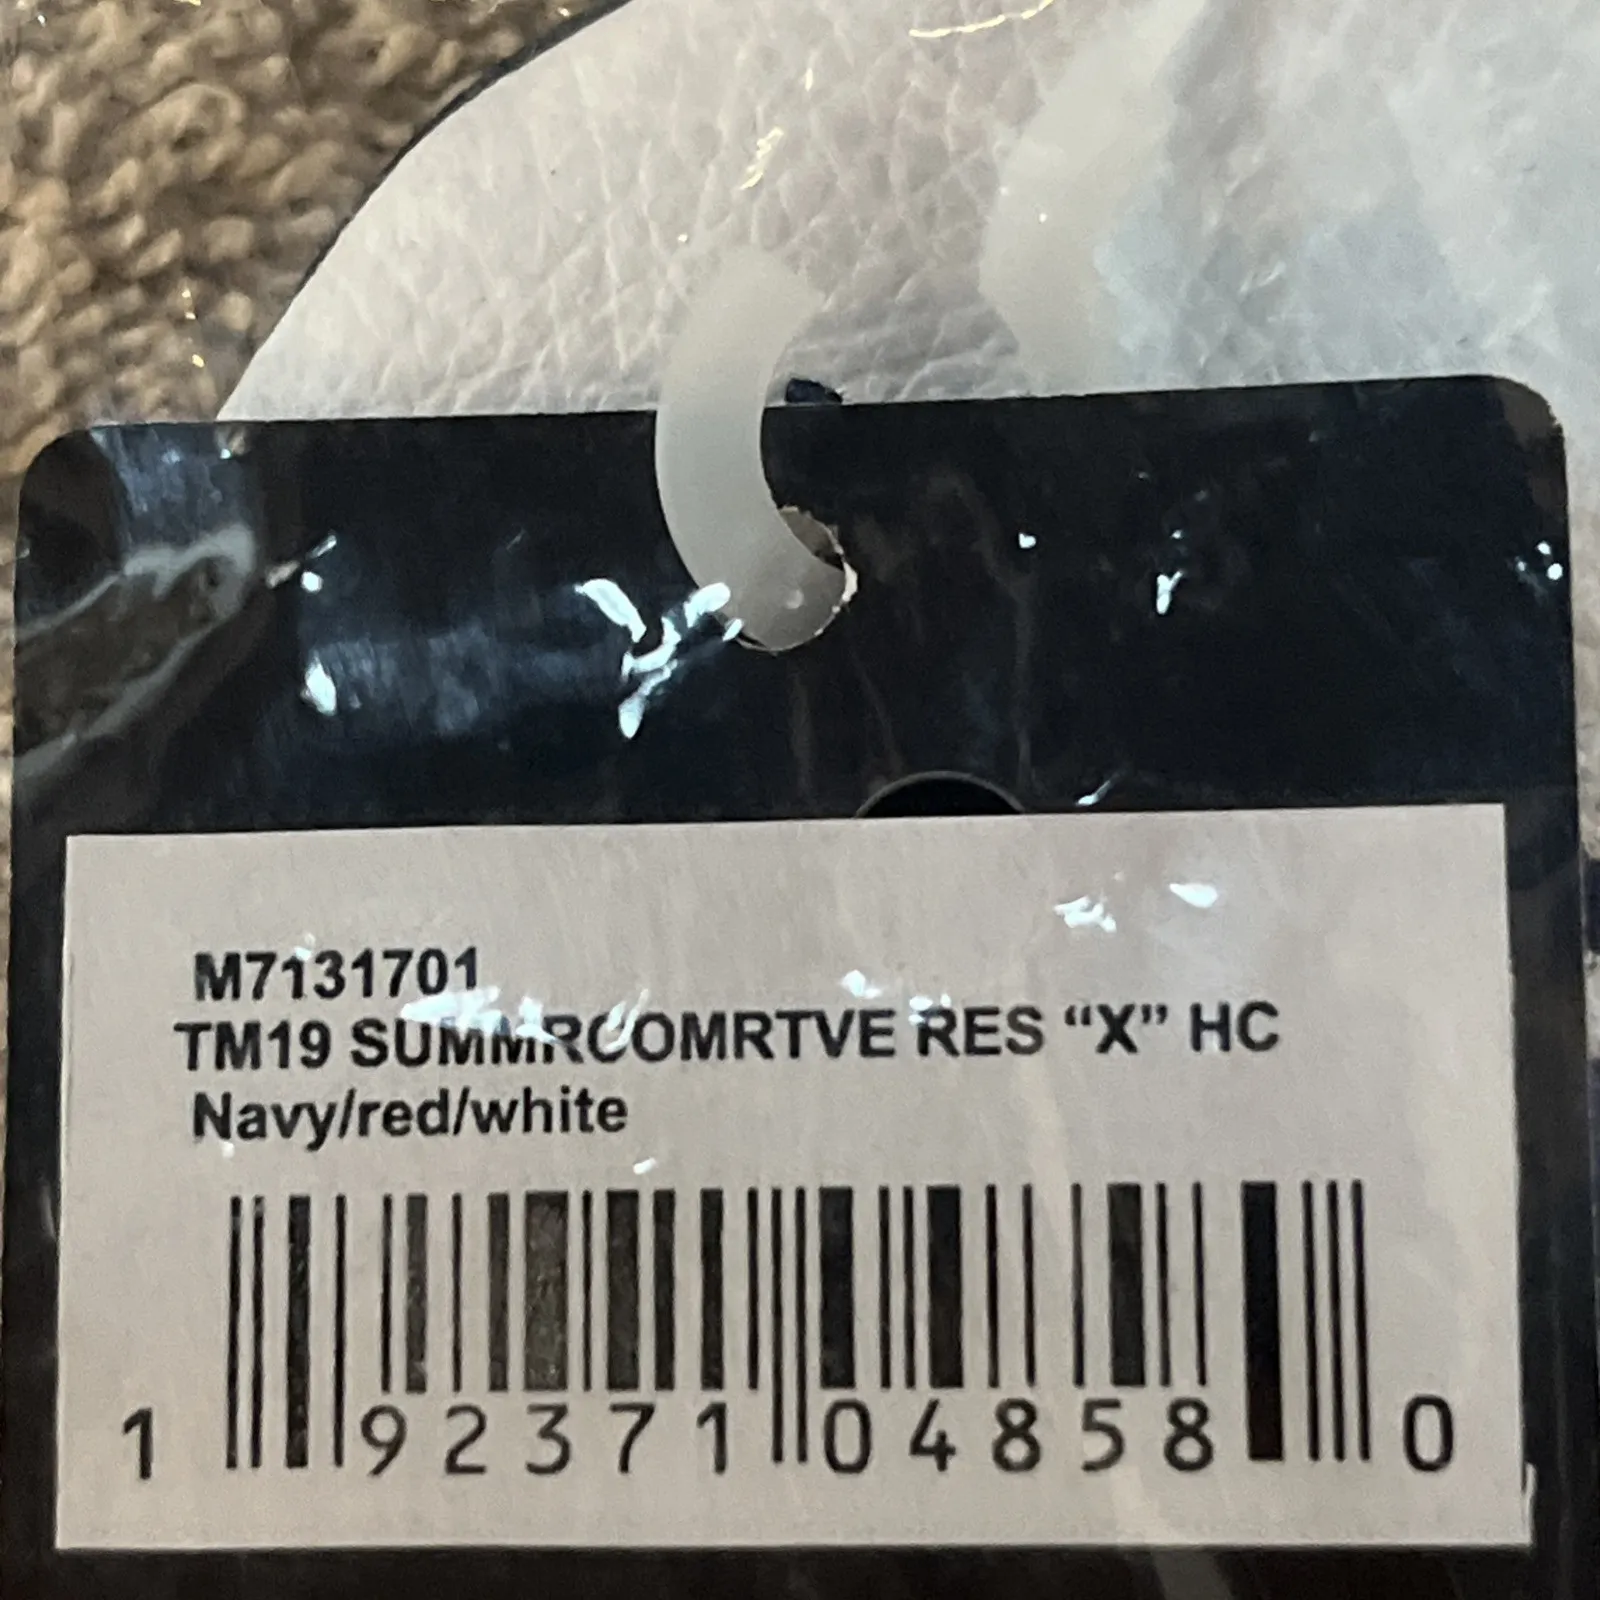 M7131701
TM19 SUMMRCOMRTVE RES “X” HC
Navy/red/white
1 92371 04858 0